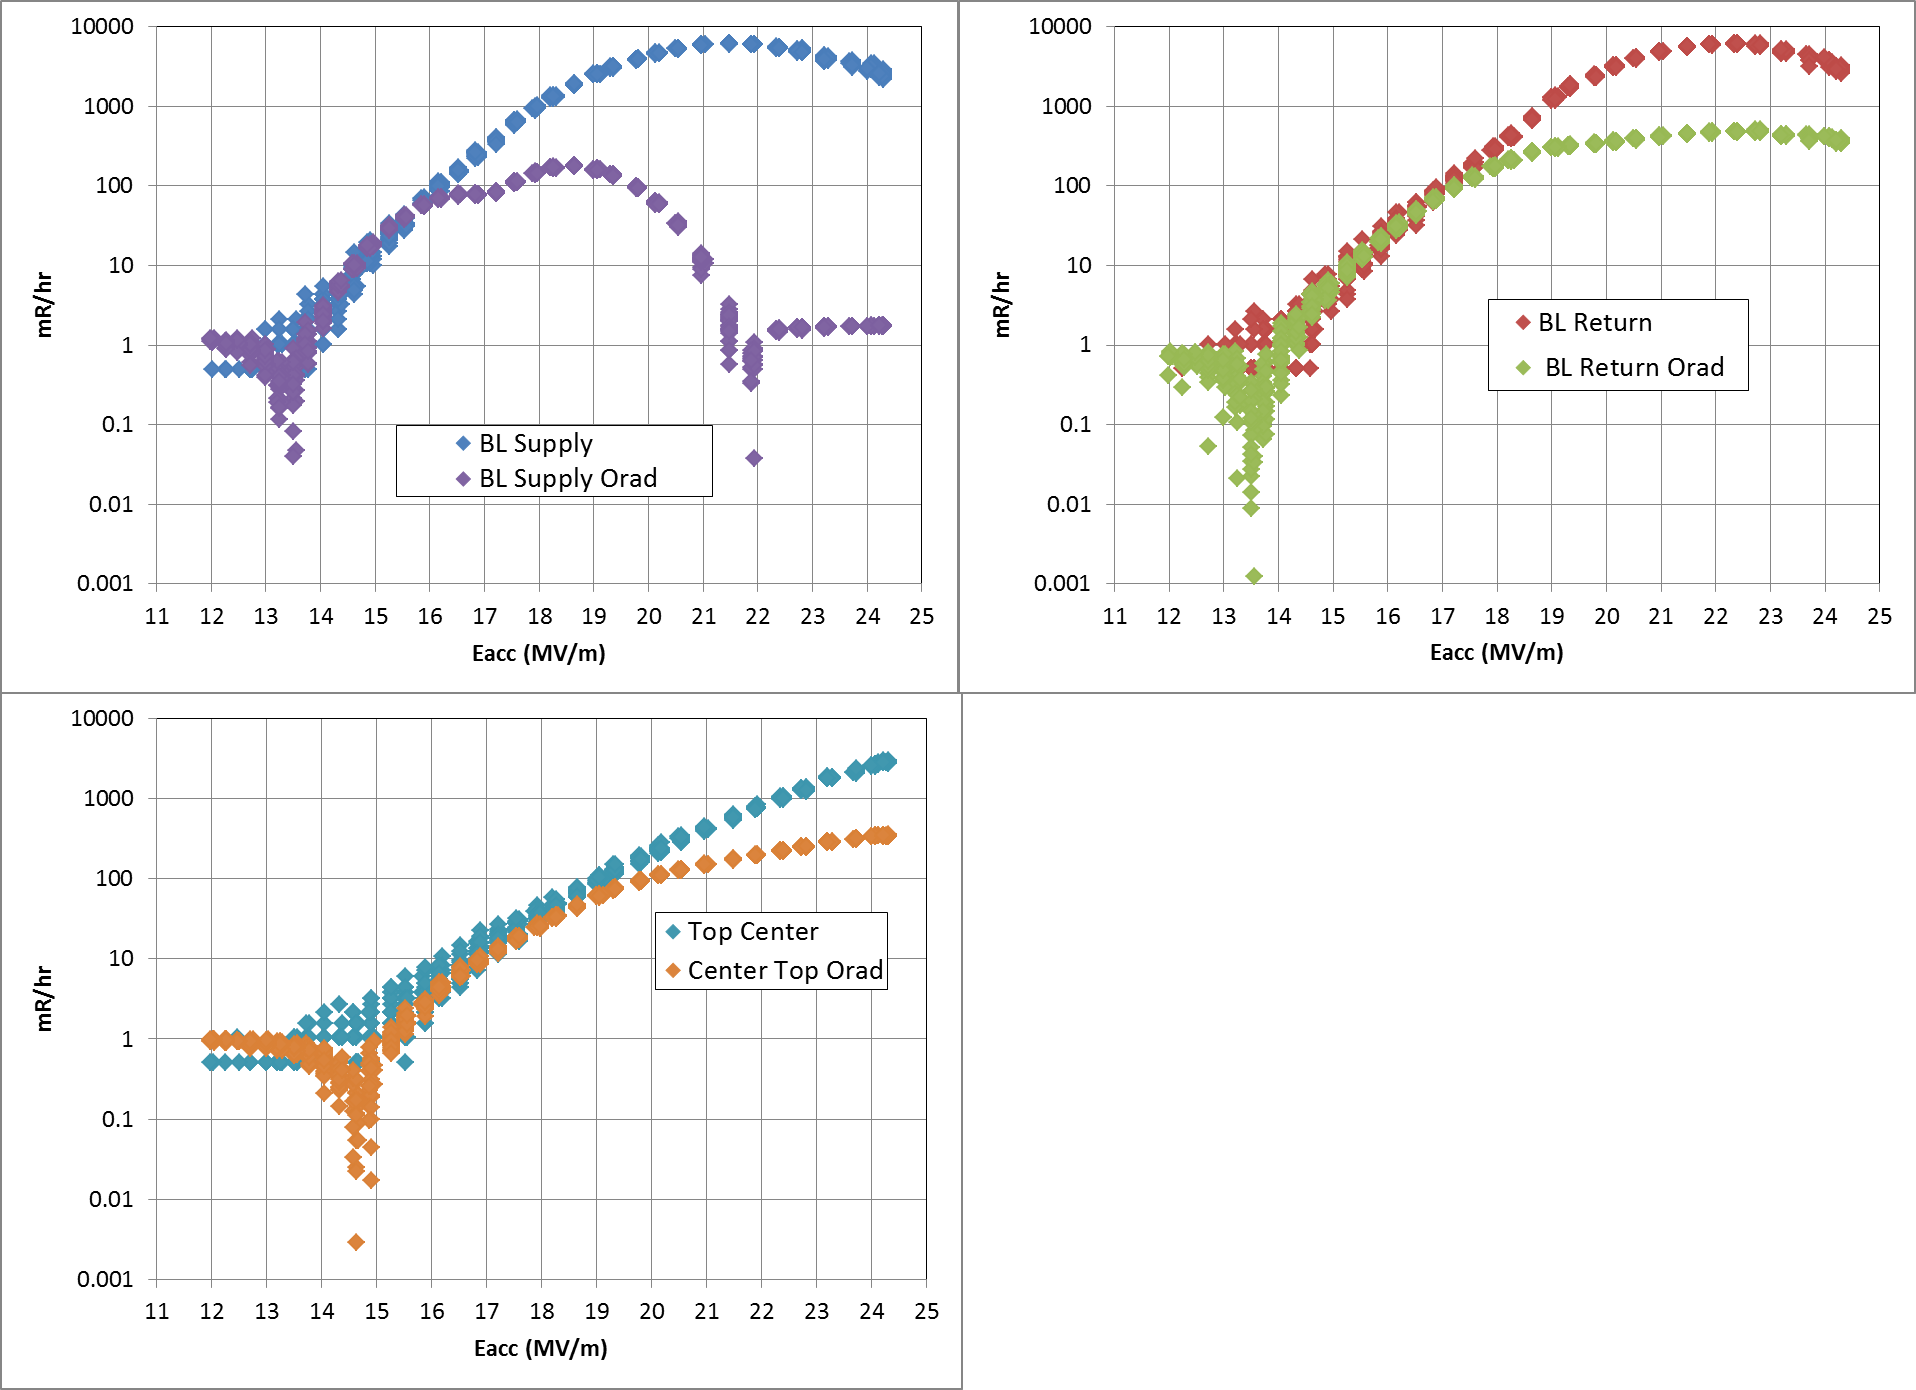 10000
1000
100
10
1
0.1
0.01
0.001
mR/hr
BL Supply
BL Supply Orad
11 12 13 14 15 16 17 18 19 20 21 22 23 24 25
Eacc (MV/m)
10000
1000
100
10
1
0.1
0.01
0.001
mR/hr
BL Return
BL Return Orad
11 12 13 14 15 16 17 18 19 20 21 22 23 24 25
Eacc (MV/m)
10000
1000
100
10
1
0.1
0.01
0.001
mR/hr
Top Center
Center Top Orad
11 12 13 14 15 16 17 18 19 20 21 22 23 24 25
Eacc (MV/m)